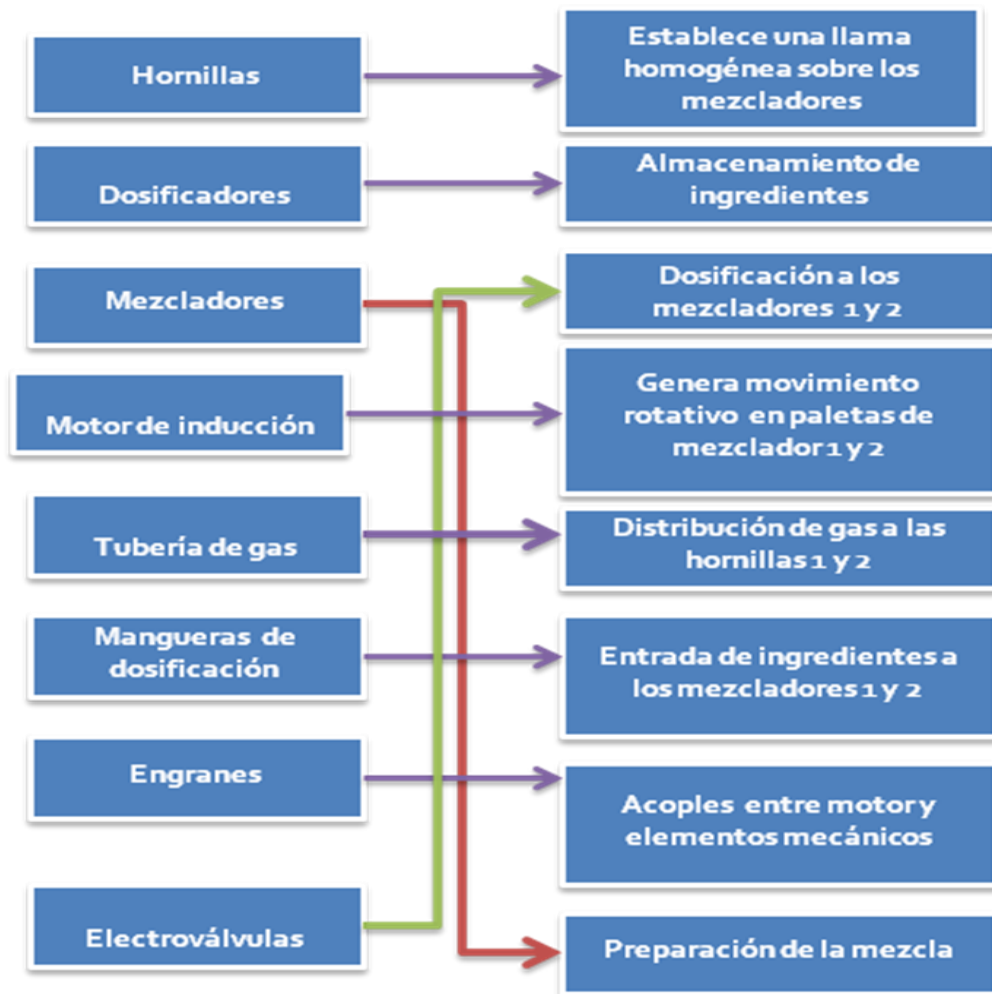 Hornillas
Establece una llama
homogénea sobre los
mezcladores
Dosificadores
Almacenamiento de
ingredientes
Mezcladores
Dosificación a los
mezcladores 1 y 2
Motor de inducción
Genera movimiento
rotativo en paletas de
mezclador 1 y 2
Tubería de gas
Distribución de gas a las
hornillas 1 y 2
Mangueras de
dosificación
Entrada de ingredientes a
los mezcladores 1 y 2
Engranes
Acoples entre motor y
elementos mecánicos
Electroválvulas
Preparación de la mezcla